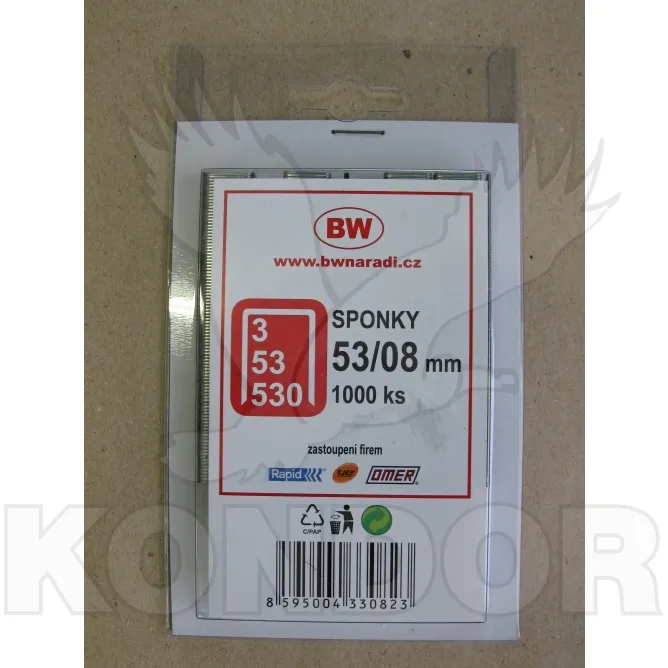 BW
www.bwnaradi.cz
3
53
530
SPONKY
53/08 mm
1000 ks
zastoupení firem
Rapid
TJEP
OMER®
C/PAP
8 595004 330823
KONDOR